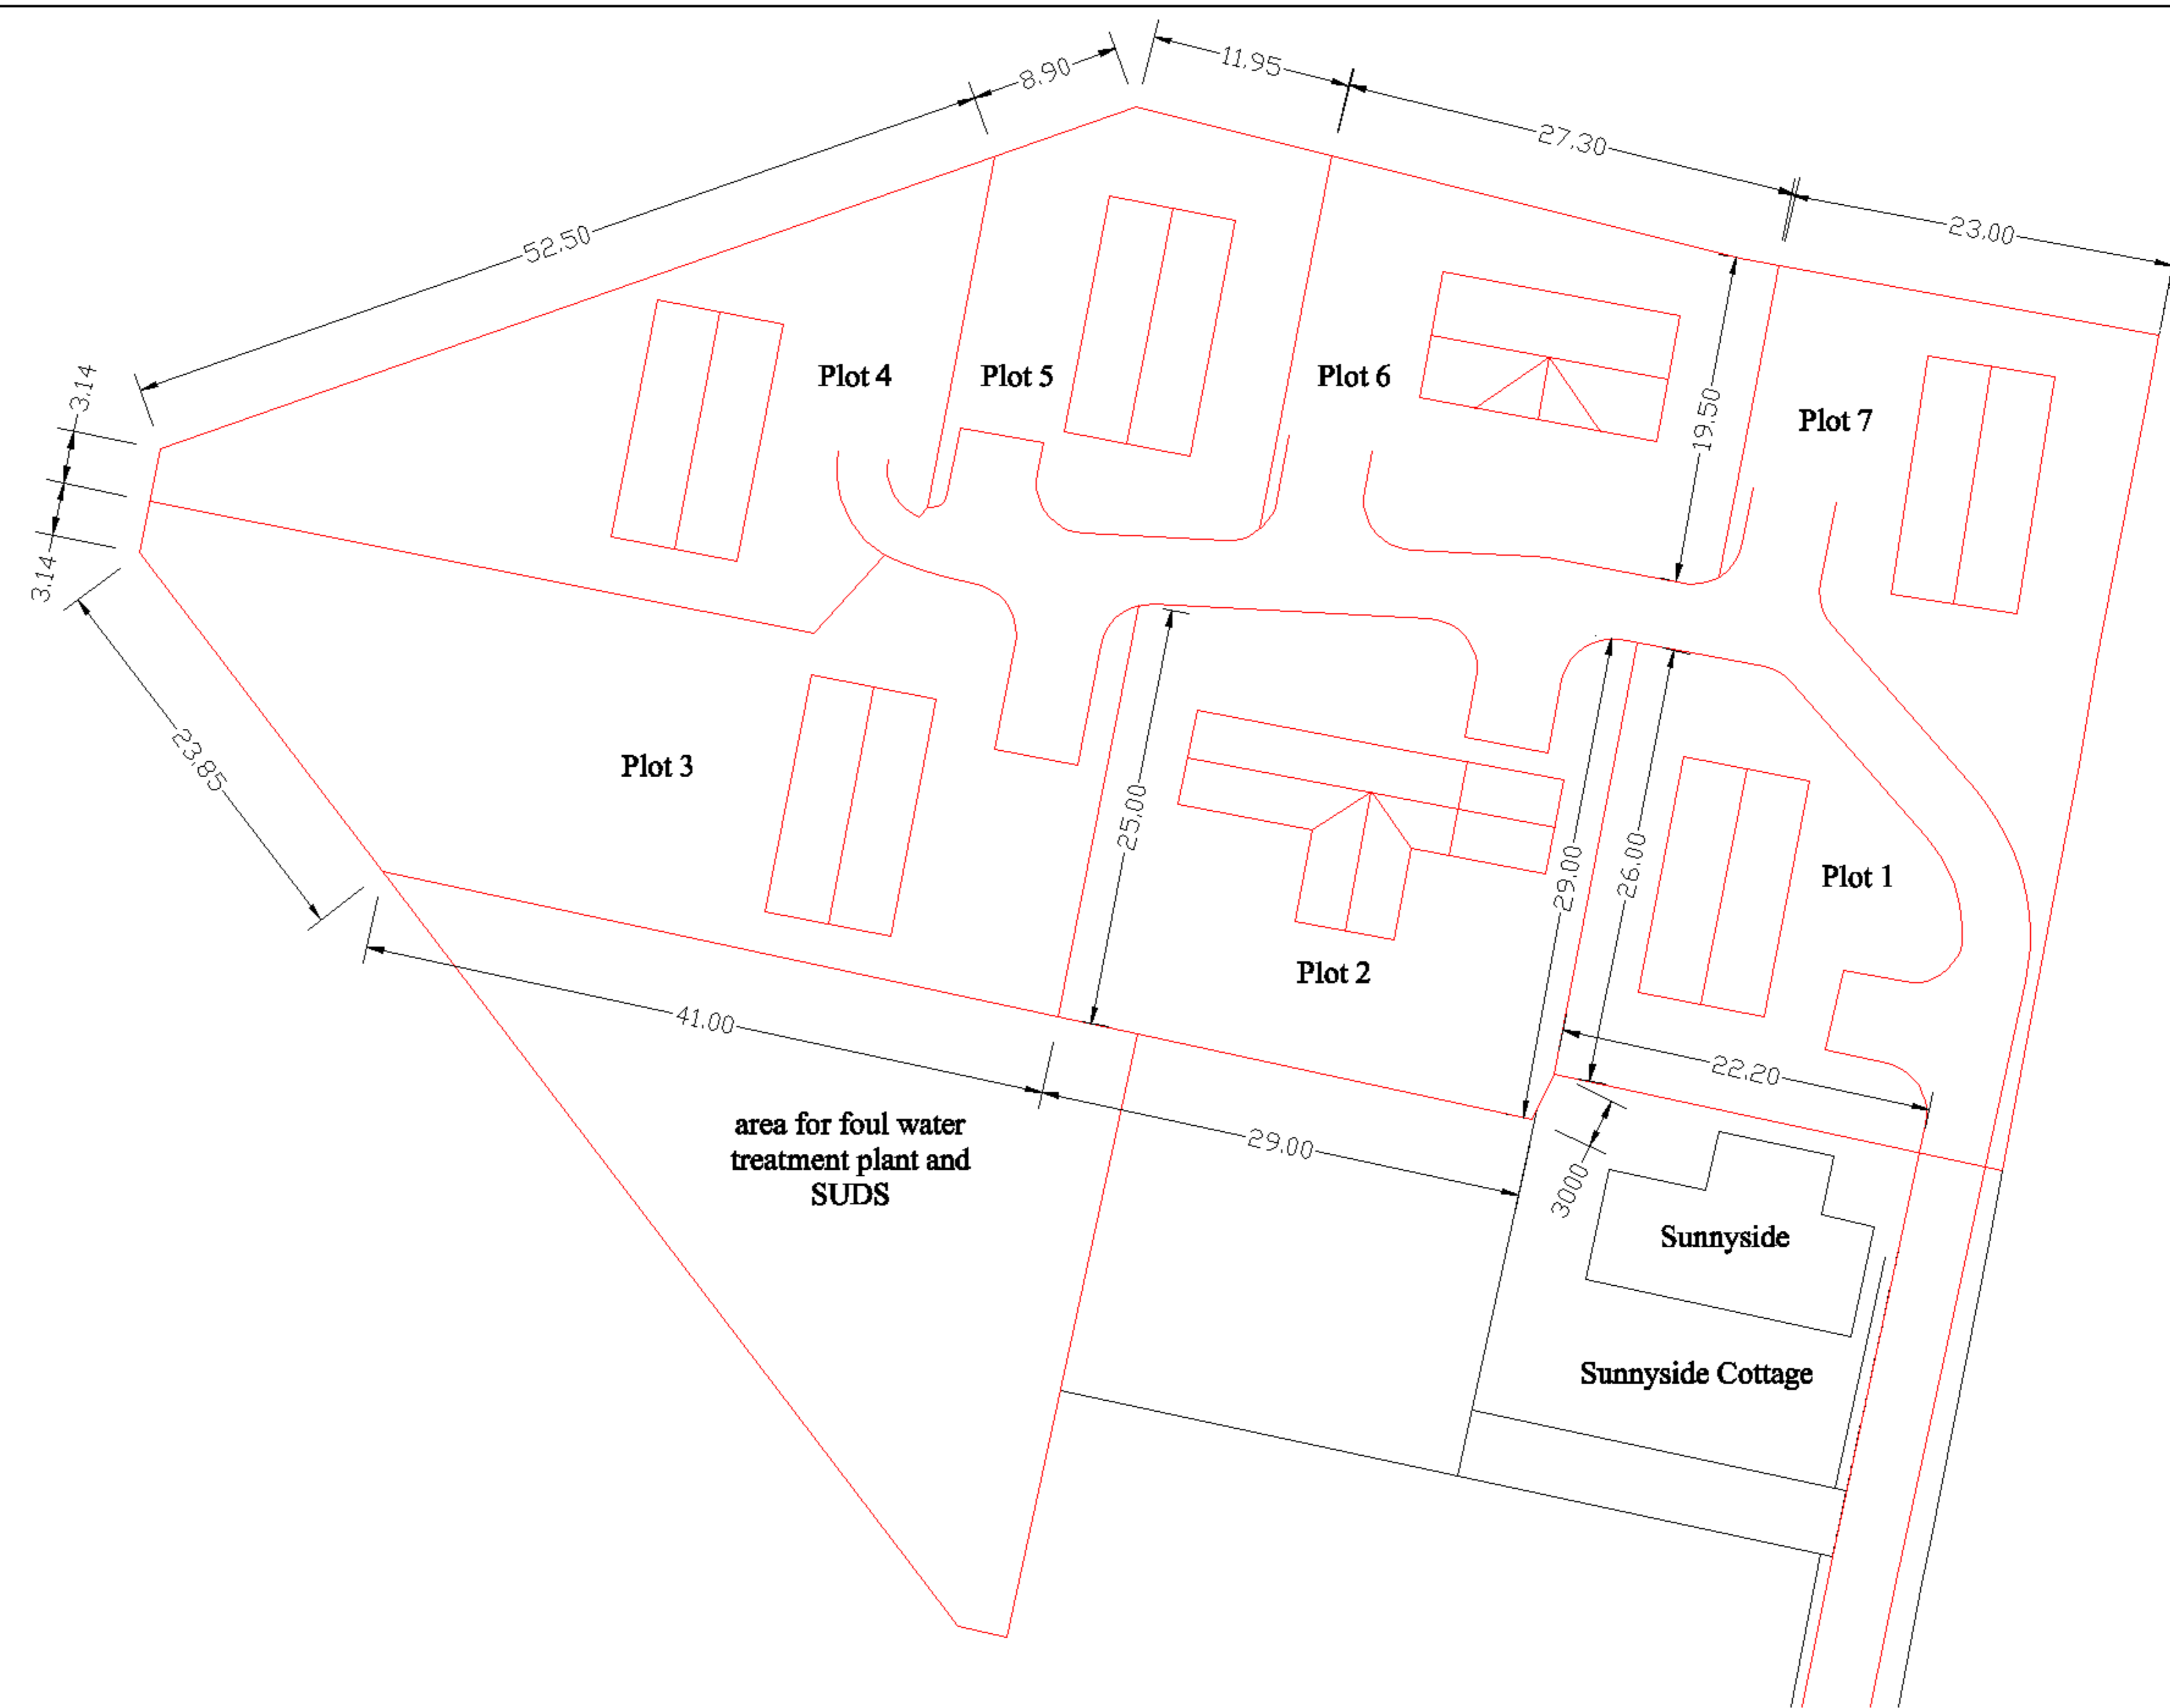 11.95
8.90
27.30
23.00
52.50
3.14
Plot 4
Plot 5
Plot 6
19.50
Plot 7
3.14
23.85
Plot 3
25.00
29.00
26.00
Plot 1
Plot 2
41.00
22.20
area for foul water
treatment plant and
SUDS
29.00
3000
Sunnyside
Sunnyside Cottage